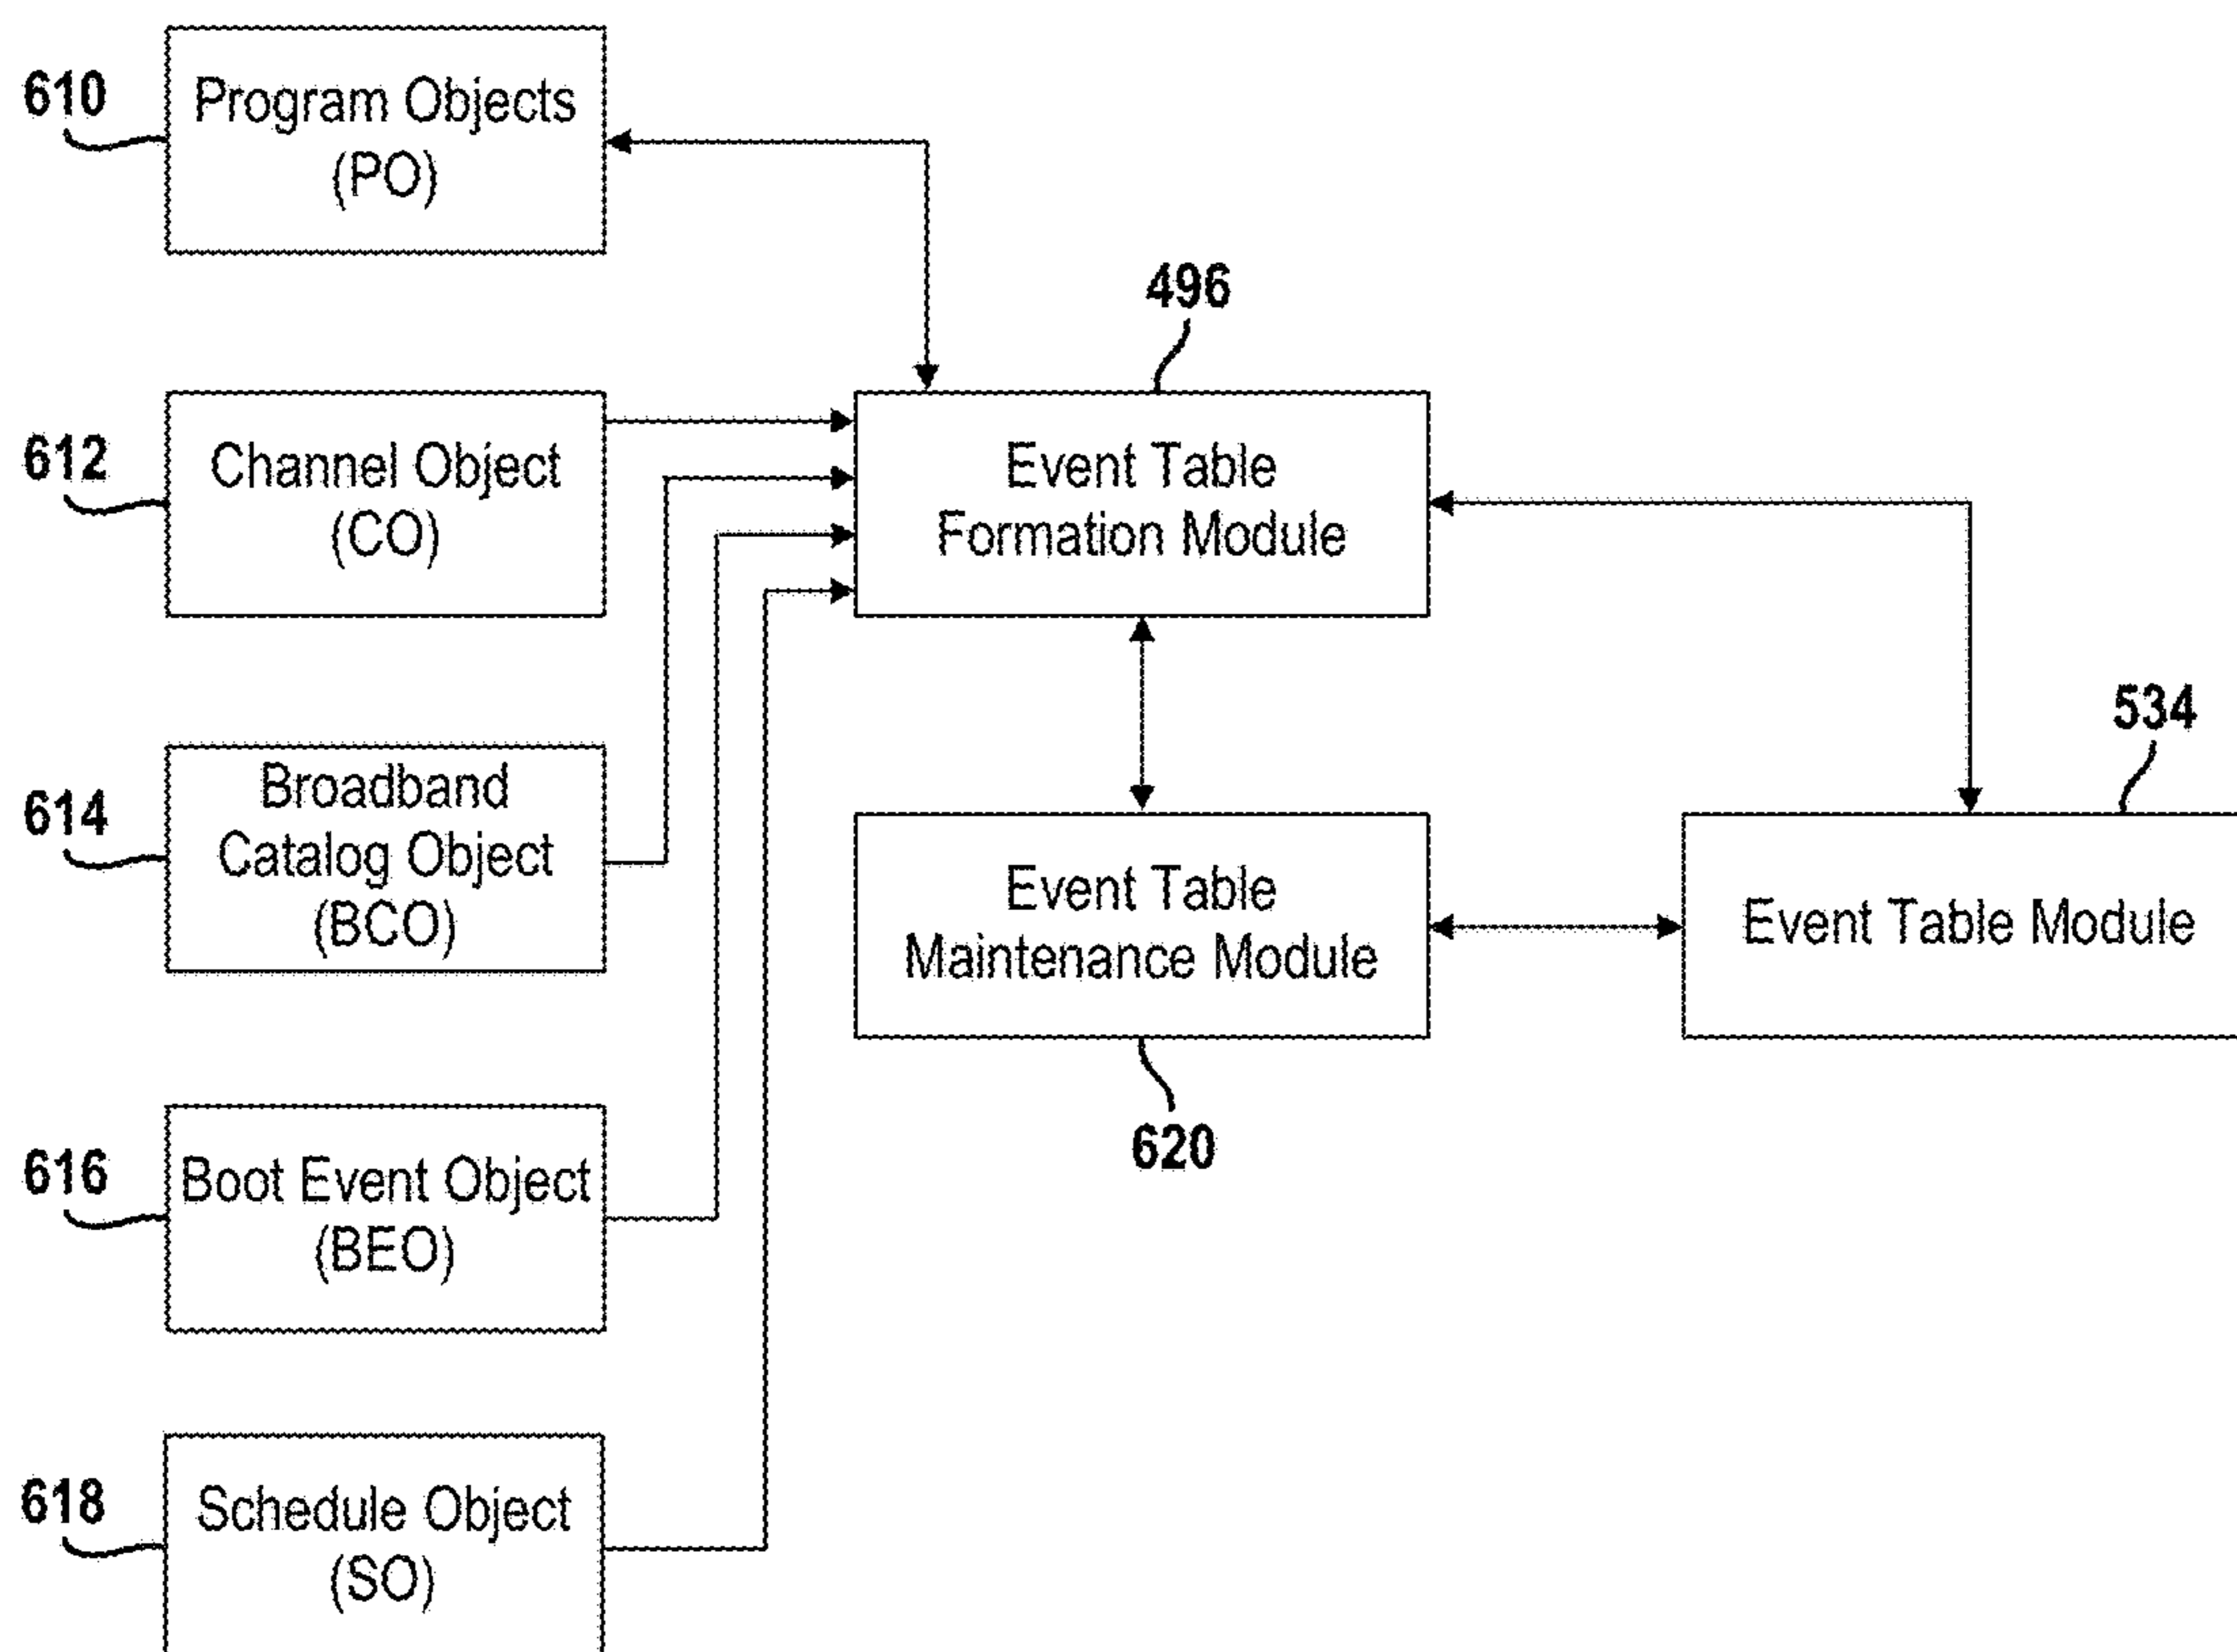 610
Program Objects
(PO)
496
612
Channel Object
(CO)
Event Table
Formation Module
534
614
Broadband
Catalog Object
(BCO)
Event Table
Maintenance Module
Event Table Module
620
616
Boot Event Object
(BEO)
618
Schedule Object
(SO)